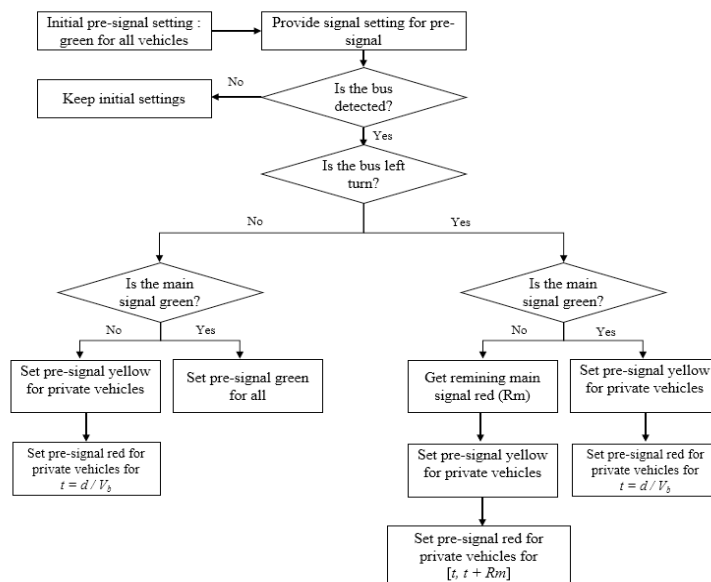 Initial pre-signal setting :
green for all vehicles
Provide signal setting for pre-
signal
No
Keep initial settings
Is the bus
detected?
Yes
Is the bus left
turn?
No
Yes
Is the main
signal green?
Is the main
signal green?
No
Yes
No
Yes
Set pre-signal yellow
for private vehicles
Set pre-signal green
for all
Get remining main
signal red (Rm)
Set pre-signal yellow
for private vehicles
Set pre-signal red for
private vehicles for
t = d / V_b
Set pre-signal yellow
for private vehicles
Set pre-signal red for
private vehicles for
t = d / V_b
Set pre-signal red for
private vehicles for
[t, t + Rm]